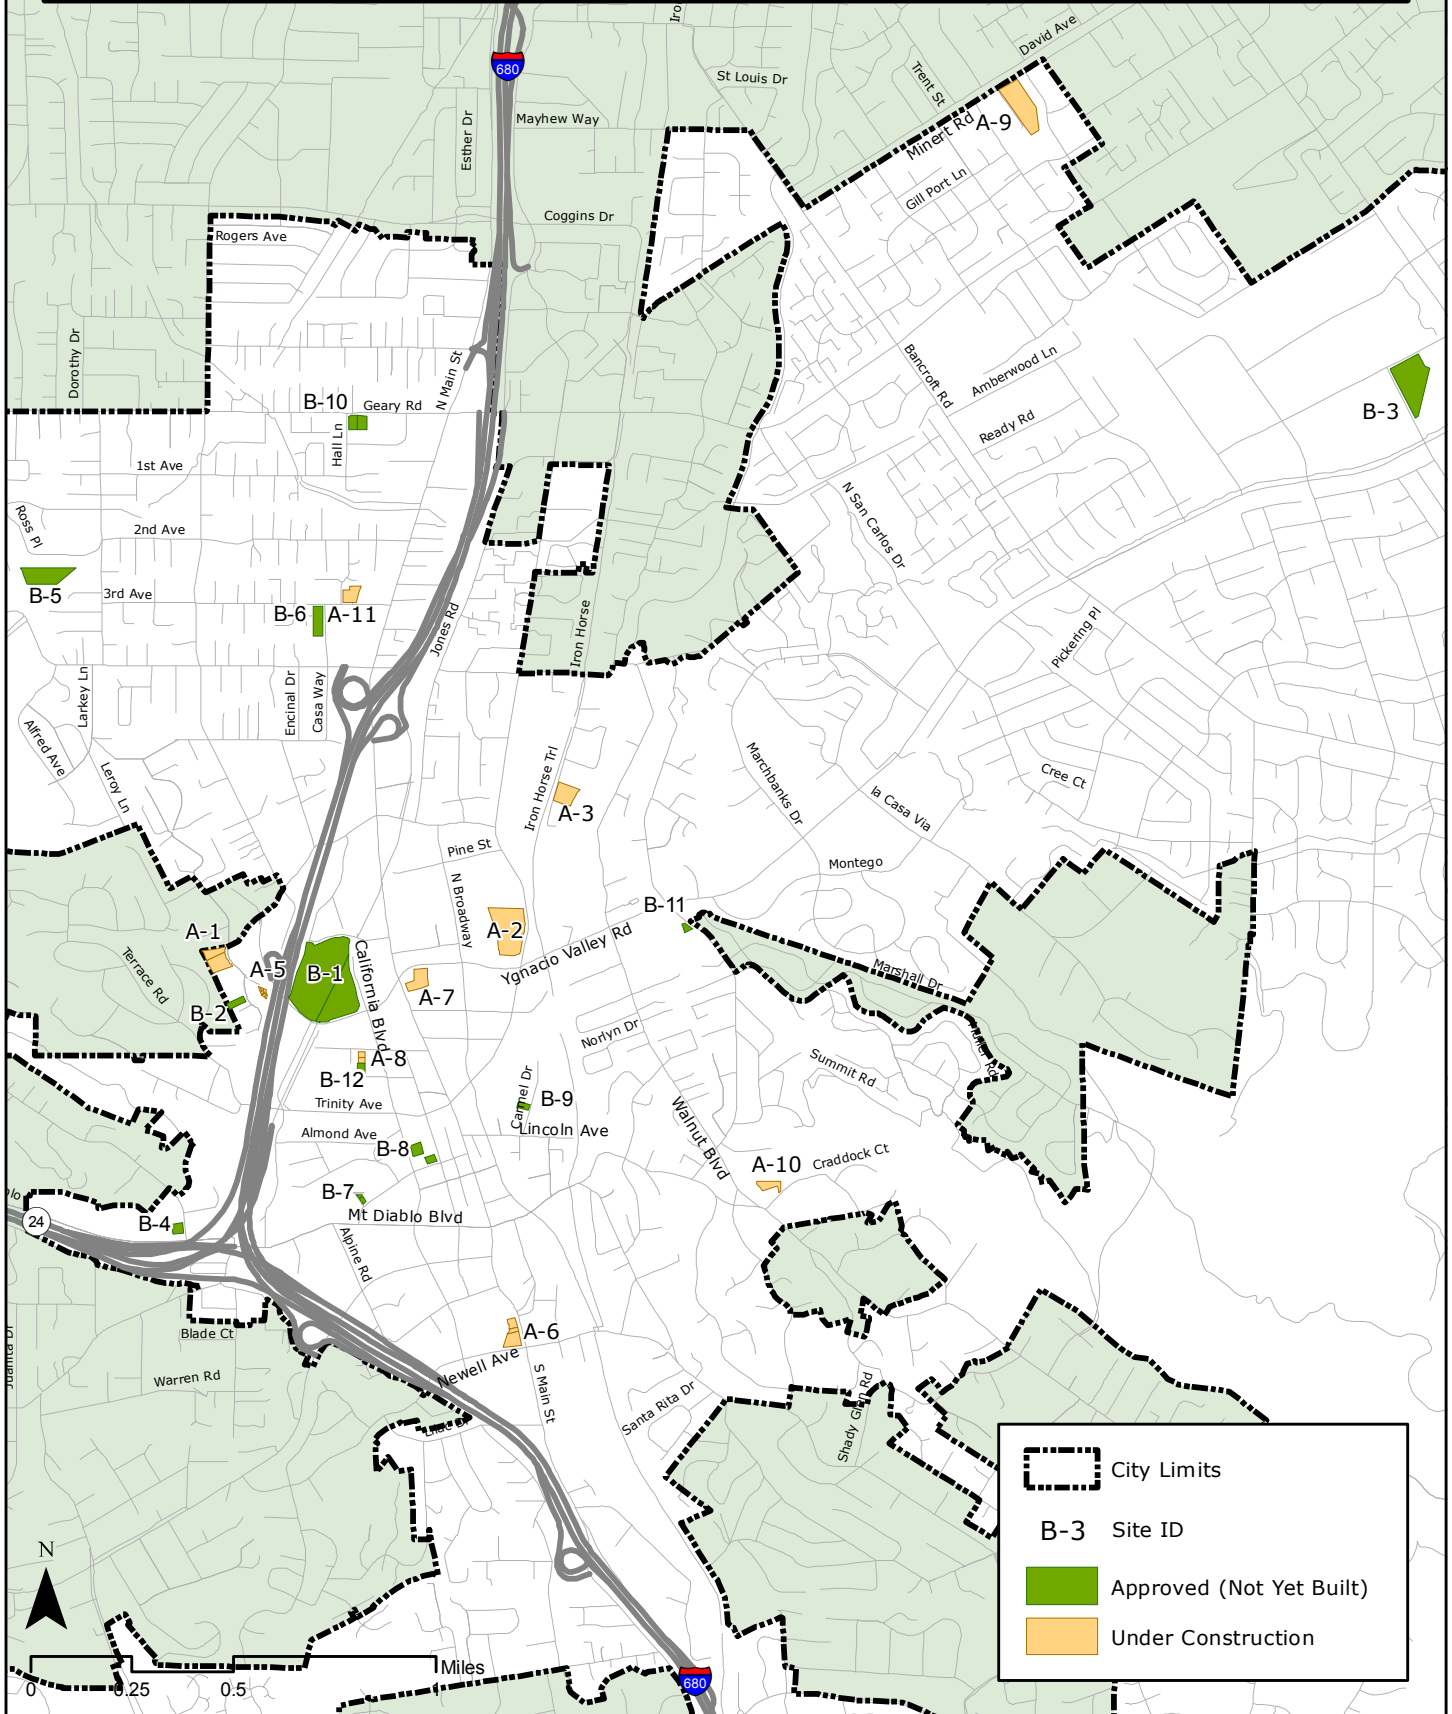 Iro
David Ave
680
St Louis Dr
Trent St
Mayhew Way
Esther Dr
A-9
Minert Rd
Gill Port Ln
Coggins Dr
Rogers Ave
Dorothy Dr
N Main St
Bancroft Rd
Amberwood Ln
B-10
Geary Rd
B-3
Ready Rd
Hall Ln
1st Ave
N San Carlos Dr
Ross Pl
2nd Ave
B-5
3rd Ave
B-6
A-11
Jones Rd
Iron Horse
Pickering Pl
Larkey Ln
Encinal Dr
Casa Way
Alfred Ave
Leroy Ln
Iron Horse Trl
A-3
Marchbanks Dr
Cree Ct
la Casa Via
Pine St
Montego
N Broadway
B-11
A-1
A-2
Ygnacio Valley Rd
Terrace Rd
A-5
B-1
California Blvd
A-7
Marshall Dr
B-2
Norlyn Dr
A-8
B-12
Summit Rd
Trinity Ave
Carmel Dr
B-9
Lincoln Ave
Walnut Blvd
Almond Ave
B-8
A-10
Craddock Ct
B-7
Mt Diablo Blvd
24
B-4
Alpine Rd
Blade Ct
A-6
Newell Ave
Juanita Dr
Warren Rd
S Main St
Santa Rita Dr
Shady Glen Rd
Lilac Dr
City Limits
B-3 Site ID
Approved (Not Yet Built)
Under Construction
N
Miles
0 0.25 0.5 1
680